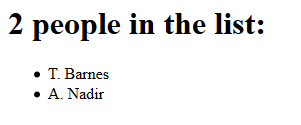 2 people in the list:
T. Barnes
A. Nadir